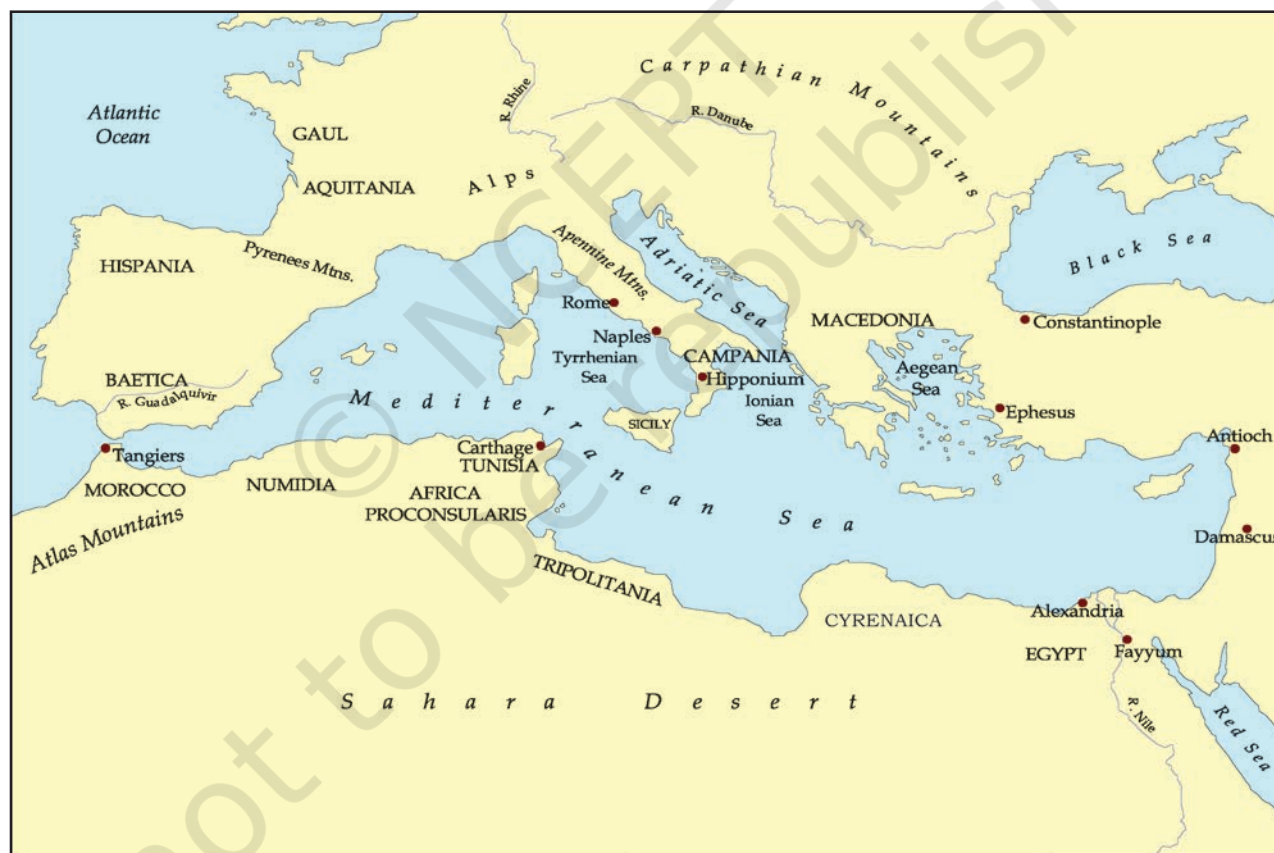 Atlantic
Ocean
GAUL
AQUITANIA
R. Rhine
Alps
Carpathian Mountains
R. Danube
HISPANIA
Pyrenees Mtns.
Apennine Mtns.
Adriatic Sea
Black Sea
Rome
Naples
Tyrrhenian
Sea
CAMPANIA
Hipponium
Ionian
Sea
MACEDONIA
Constantinople
Aegean
Sea
Ephesus
BAETICA
R. Guadalquivir
Mediterranean Sea
SICILY
Tangiers
MOROCCO
Atlas Mountains
NUMIDIA
Carthage
TUNISIA
AFRICA
PROCONSULARIS
Antioch
Damascus
TRIPOLITANIA
CYRENAICA
Alexandria
EGYPT
Fayyum
R. Nile
Red Sea
Sahara Desert
© NCERT
not to be republish